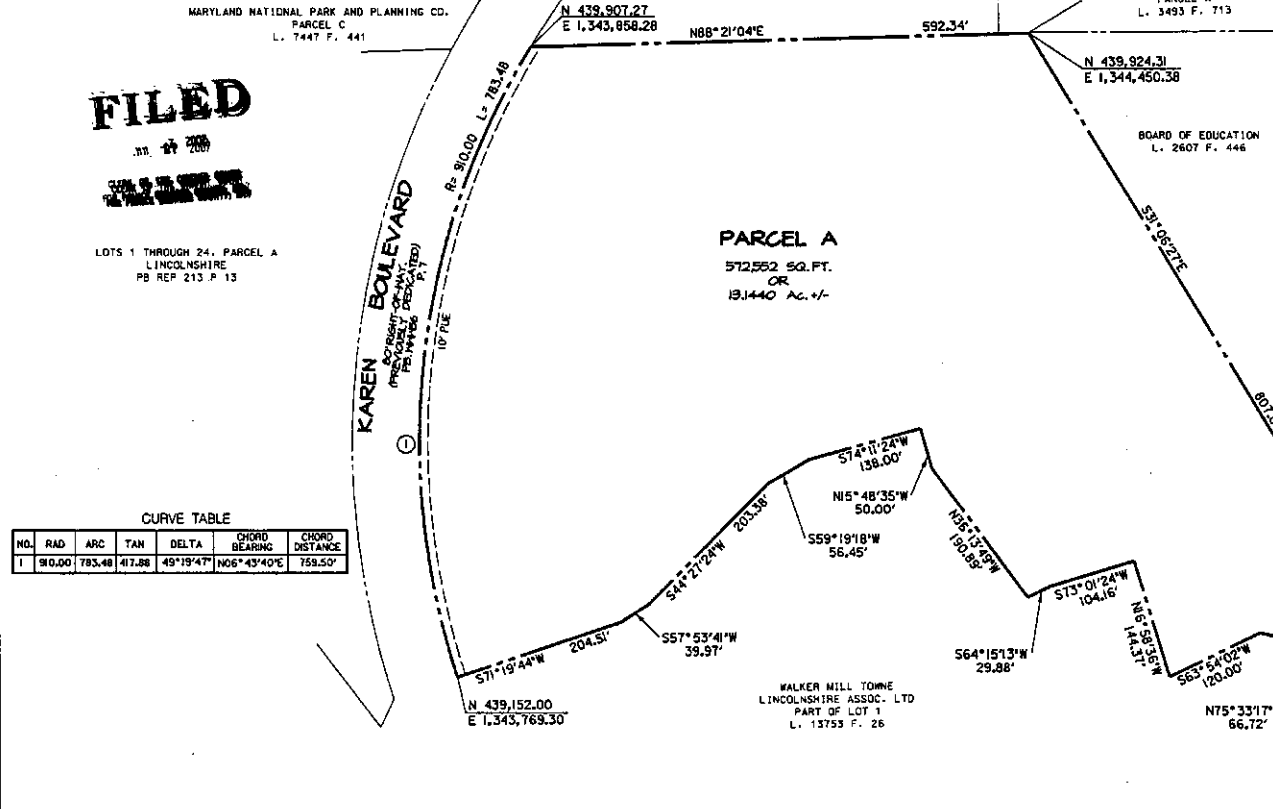 MARYLAND NATIONAL PARK AND PLANNING CO.
PARCEL C
L. 7447 F. 441
N 439,907.27
E 1,343,858.28
N88°21'04"E
592.34'
L. 3493 F. 713
N 439,924.31
E 1,344,450.38
FILED
BOARD OF EDUCATION
L. 2607 F. 446
R= 910.00 L= 783.48
S31°06'27"E
LOTS 1 THROUGH 24, PARCEL A
LINCOLNSHIRE
PB REP 213 P 13
PARCEL A
572,552 SQ.FT.
OR
13.1440 Ac.+/-
KAREN BOULEVARD
80' RIGHT-OF-WAY
(PREVIOUSLY DEDICATED)
10' PUE
1
S74°11'24"W
138.00'
N15°48'35"W
50.00'
S59°19'18"W
56.45'
203.38'
S44°27'24"W
N36°13'49"W
190.89'
CURVE TABLE
NO. RAD ARC TAN DELTA CHORD BEARING CHORD DISTANCE
1 910.00 783.48 417.88 49°19'47" N06°43'40"E 759.50'
S73°01'24"W
104.16'
N16°58'36"W
144.37'
S57°53'41"W
39.97'
S64°15'13"W
29.88'
S71°19'44"W
204.51'
S63°54'02"W
120.00'
WALKER MILL TOWNE
LINCOLNSHIRE ASSOC. LTD
PART OF LOT 1
L. 13753 F. 26
N 439,152.00
E 1,343,769.30
N75°33'17"
66.72'